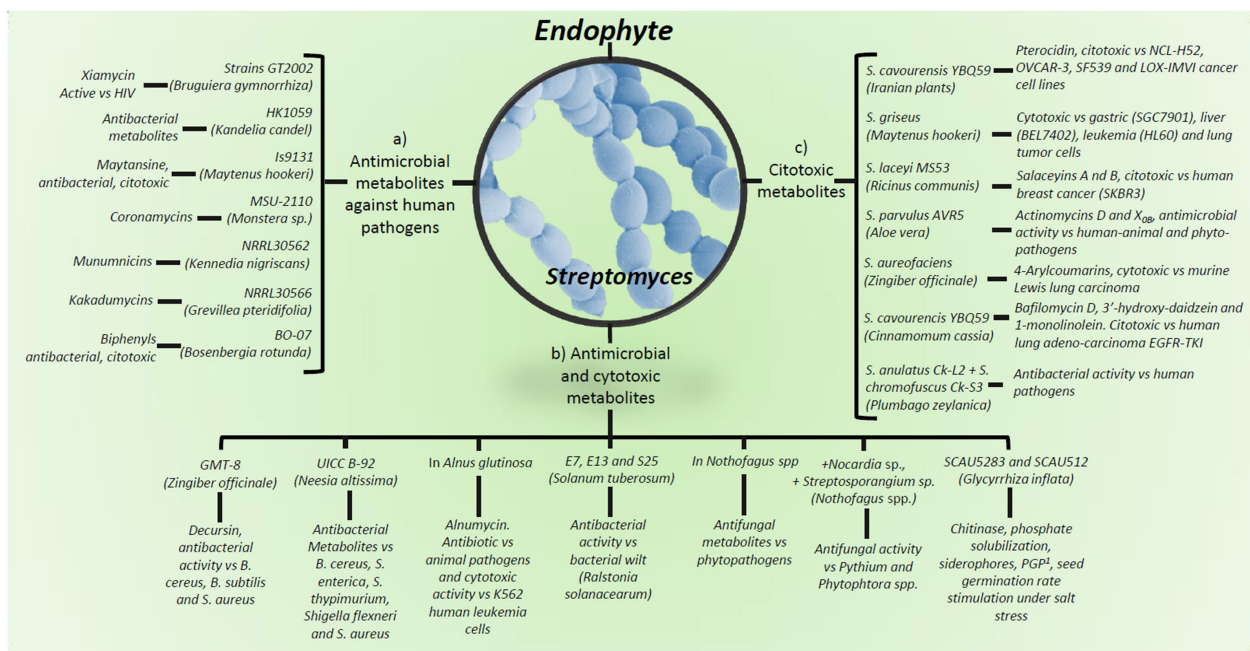 Endophyte
Streptomyces
a)
Antimicrobial
metabolites
against human
pathogens
Strains GT2002
(Bruguiera gymnorrhiza)
Xiamycin
Active vs HIV
HK1059
(Kandelia candel)
Antibacterial
metabolites
Is9131
(Maytenus hookeri)
Maytansine,
antibacterial, citotoxic
MSU-2110
(Monstera sp.)
Coronamycins
NRRL30562
(Kennedia nigriscans)
Munumnicins
NRRL30566
(Grevillea pteridifolia)
Kakadumycins
BO-07
(Bosenbergia rotunda)
Biphenyls
antibacterial, citotoxic
b) Antimicrobial
and cytotoxic
metabolites
GMT-8
(Zingiber officinale)
Decursin,
antibacterial
activity vs B.
cereus, B. subtilis
and S. aureus
UICC B-92
(Neesia altissima)
Antibacterial
Metabolites vs
B. cereus, S.
enterica, S.
thypimurium,
Shigella flexneri
and S. aureus
In Alnus glutinosa
Alnumycin.
Antibiotic vs
animal pathogens
and cytotoxic
activity vs K562
human leukemia
cells
E7, E13 and S25
(Solanum tuberosum)
Antibacterial
activity vs
bacterial wilt
(Ralstonia
solanacearum)
In Nothofagus spp
Antifungal
metabolites vs
phytopathogens
+Nocardia sp.,
+ Streptosporangium sp.
(Nothofagus spp.)
Antifungal activity
vs Pythium and
Phytophtora spp.
SCAU5283 and SCAU512
(Glycyrrhiza inflata)
Chitinase, phosphate
solubilization,
siderophores, PGP¹, seed
germination rate
stimulation under salt
stress
c)
Citotoxic
metabolites
S. cavourensis YBQ59
(Iranian plants)
Pterocidin, citotoxic vs NCL-H52,
OVCAR-3, SF539 and LOX-IMVI cancer
cell lines
S. griseus
(Maytenus hookeri)
Cytotoxic vs gastric (SGC7901), liver
(BEL7402), leukemia (HL60) and lung
tumor cells
S. laceyi MS53
(Ricinus communis)
Salaceyins A nd B, citotoxic vs human
breast cancer (SKBR3)
S. parvulus AVR5
(Aloe vera)
Actinomycins D and X₀B, antimicrobial
activity vs human-animal and phyto-
pathogens
S. aureofaciens
(Zingiber officinale)
4-Arylcoumarins, cytotoxic vs murine
Lewis lung carcinoma
S. cavourencis YBQ59
(Cinnamomum cassia)
Bafilomycin D, 3’-hydroxy-daidzein and
1-monolinolein. Citotoxic vs human
lung adeno-carcinoma EGFR-TKI
S. anulatus Ck-L2 + S.
chromofuscus Ck-S3
(Plumbago zeylanica)
Antibacterial activity vs human
pathogens